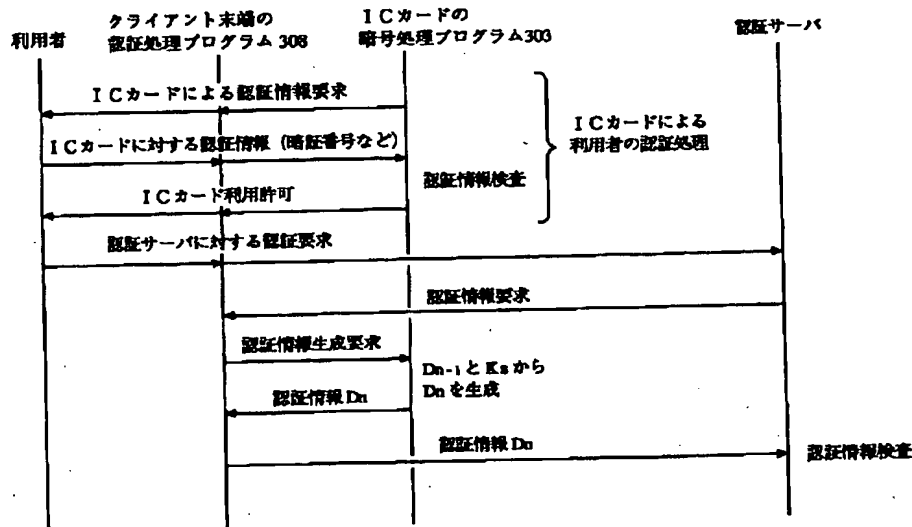 利用者
クライアント末端の
認証処理プログラム 308
ICカードの
暗号処理プログラム303
認証サーバ
ICカードによる認証情報要求
ICカードに対する認証情報（暗証番号など）
認証情報検査
ICカード利用許可
ICカードによる
利用者の認証処理
認証サーバに対する認証要求
認証情報要求
認証情報生成要求
Dn-1とKsから
Dnを生成
認証情報Dn
認証情報Dn
認証情報検査